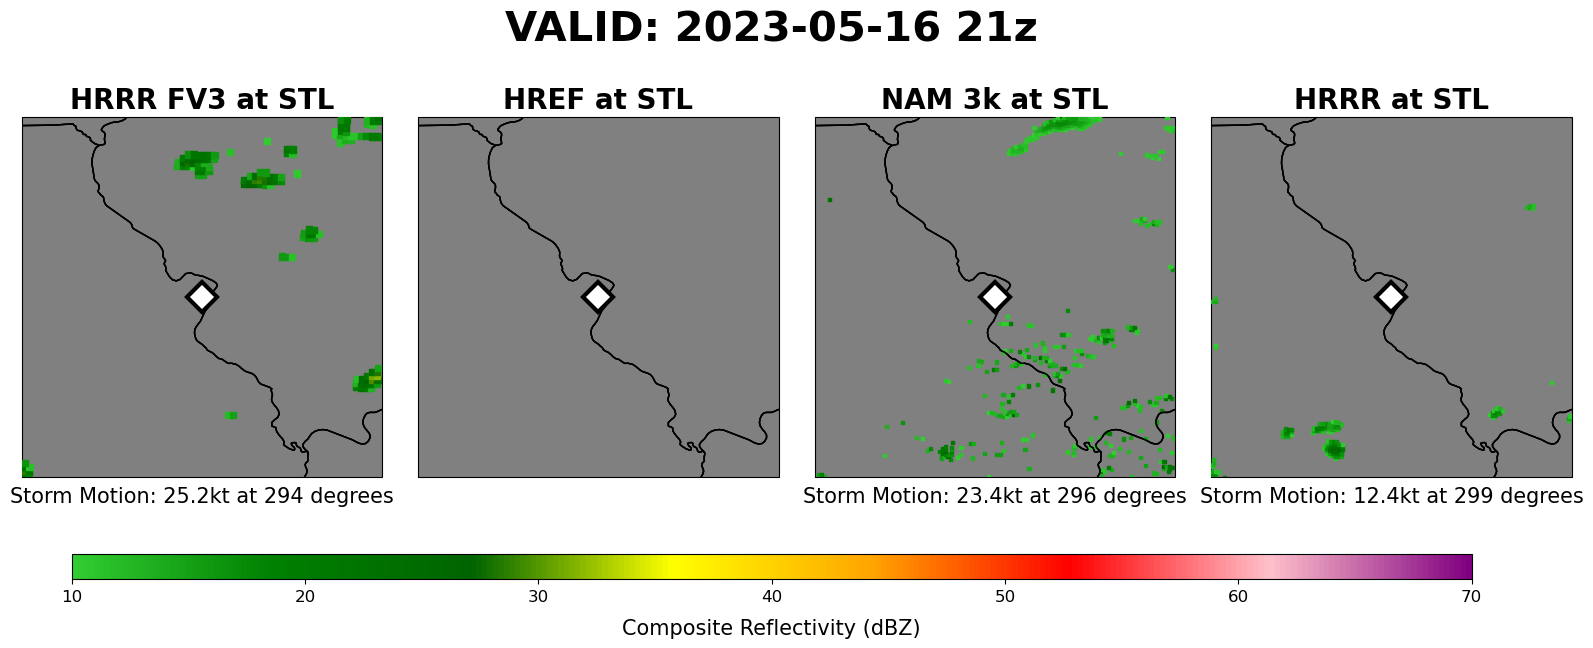 VALID: 2023-05-16 21z
HRRR FV3 at STL
HREF at STL
NAM 3k at STL
HRRR at STL
Storm Motion: 25.2kt at 294 degrees
Storm Motion: 23.4kt at 296 degrees
Storm Motion: 12.4kt at 299 degrees
10 20 30 40 50 60 70
Composite Reflectivity (dBZ)